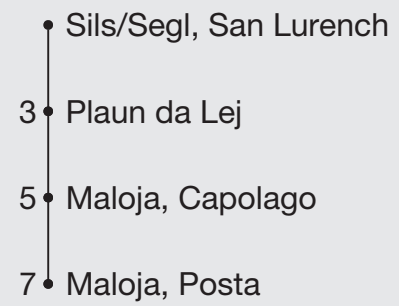 Sils/Segl, San Lurench
3 Plaun da Lej
5 Maloja, Capolago
7 Maloja, Posta